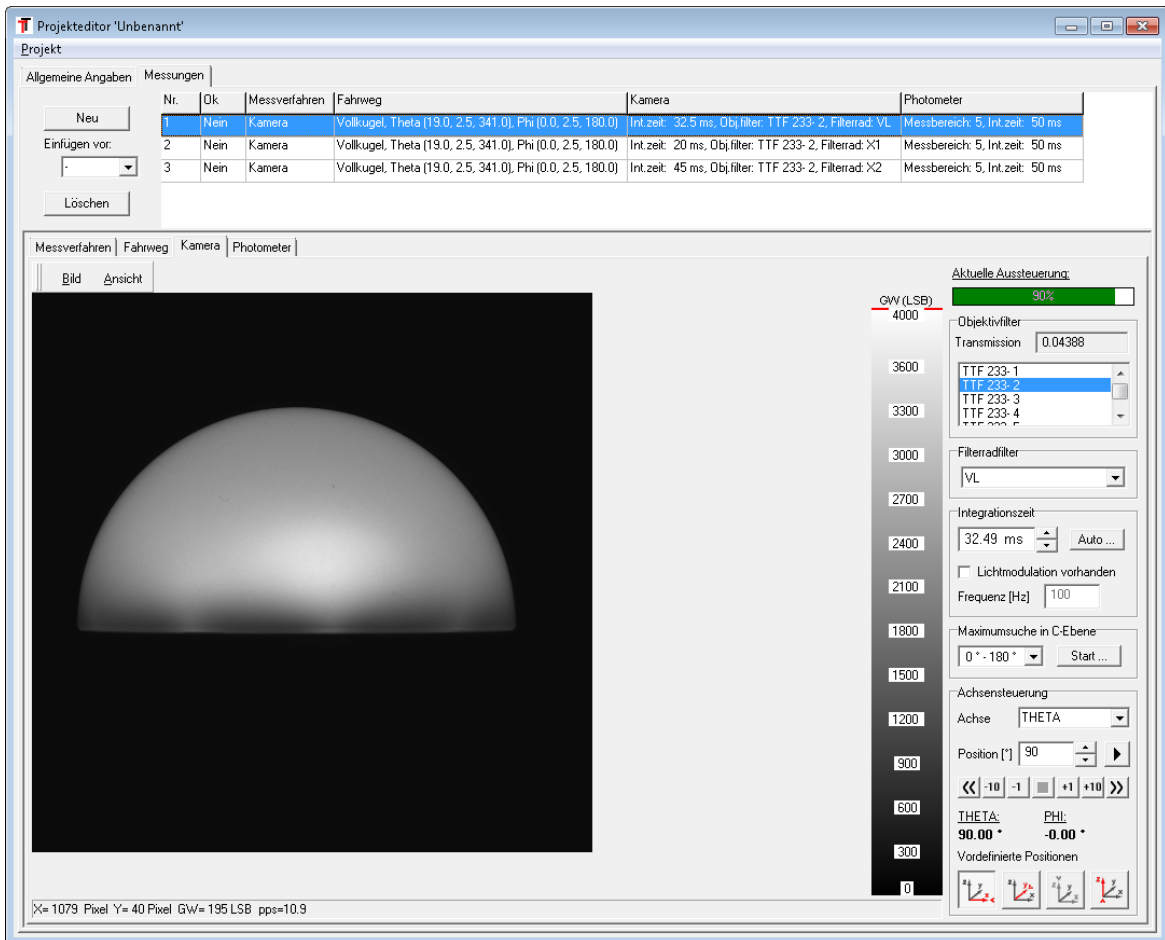 Projekteditor 'Unbenannt'
Projekt
Allgemeine Angaben Messungen
Neu
Einfügen vor:
-
Löschen
Nr. Ok Messverfahren Fahrweg Kamera Photometer
1 Nein Kamera Vollkugel, Theta (19.0, 2.5, 341.0), Phi (0.0, 2.5, 180.0) Int.zeit: 32.5 ms, Obj.filter: TTF 233- 2, Filterrad: VL Messbereich: 5, Int.zeit: 50 ms
2 Nein Kamera Vollkugel, Theta (19.0, 2.5, 341.0), Phi (0.0, 2.5, 180.0) Int.zeit: 20 ms, Obj.filter: TTF 233- 2, Filterrad: X1 Messbereich: 5, Int.zeit: 50 ms
3 Nein Kamera Vollkugel, Theta (19.0, 2.5, 341.0), Phi (0.0, 2.5, 180.0) Int.zeit: 45 ms, Obj.filter: TTF 233- 2, Filterrad: X2 Messbereich: 5, Int.zeit: 50 ms
Messverfahren Fahrweg Kamera Photometer
Bild Ansicht
GW (LSB)
4000
3600
3300
3000
2700
2400
2100
1800
1500
1200
900
600
300
0
Aktuelle Aussteuerung:
90%
Objektivfilter
Transmission 0.04388
TTF 233- 1
TTF 233- 2
TTF 233- 3
TTF 233- 4
TTF 233- 5
Filterradfilter
VL
Integrationszeit
32.49 ms Auto ...
Lichtmodulation vorhanden
Frequenz [Hz] 100
Maximumsuche in C-Ebene
0 ° - 180 ° Start ...
Achsensteuerung
Achse THETA
Position [°] 90
-10 -1 +1 +10
THETA: PHI:
90.00 ° -0.00 °
Vordefinierte Positionen
X= 1079 Pixel Y= 40 Pixel GW= 195 LSB pps=10.9